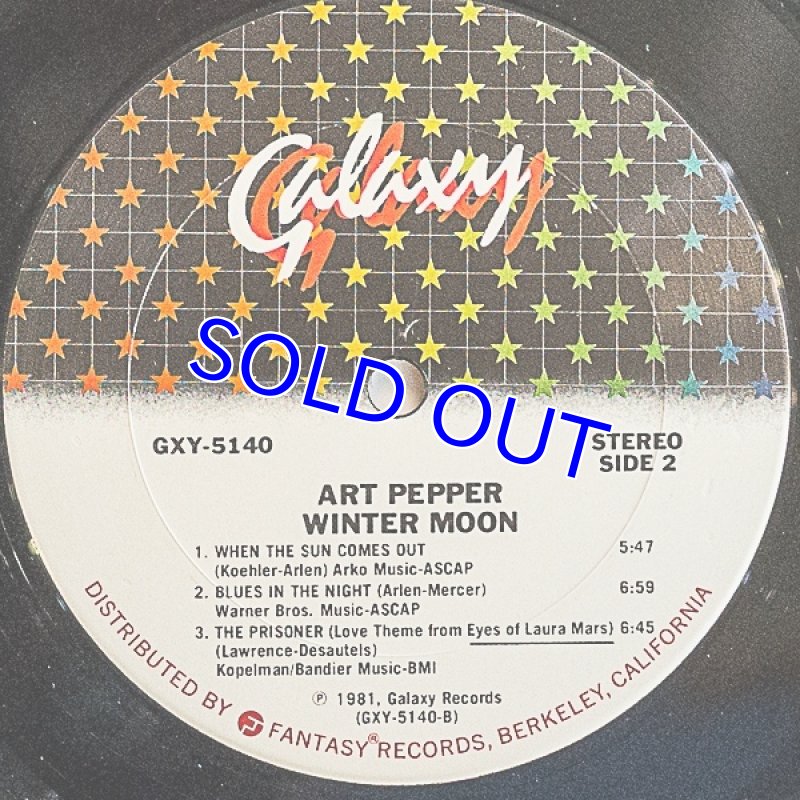 Galaxy
SOLD OUT
GXY-5140
STEREO
SIDE 2
ART PEPPER
WINTER MOON
1. WHEN THE SUN COMES OUT 5:47
(Koehler-Arlen) Arko Music-ASCAP
2. BLUES IN THE NIGHT (Arlen-Mercer) 6:59
Warner Bros. Music-ASCAP
3. THE PRISONER (Love Theme from Eyes of Laura Mars) 6:45
(Lawrence-Desautels)
Kopelman/Bandier Music-BMI
℗ 1981, Galaxy Records
(GXY-5140-B)
DISTRIBUTED BY FANTASY® RECORDS, BERKELEY, CALIFORNIA